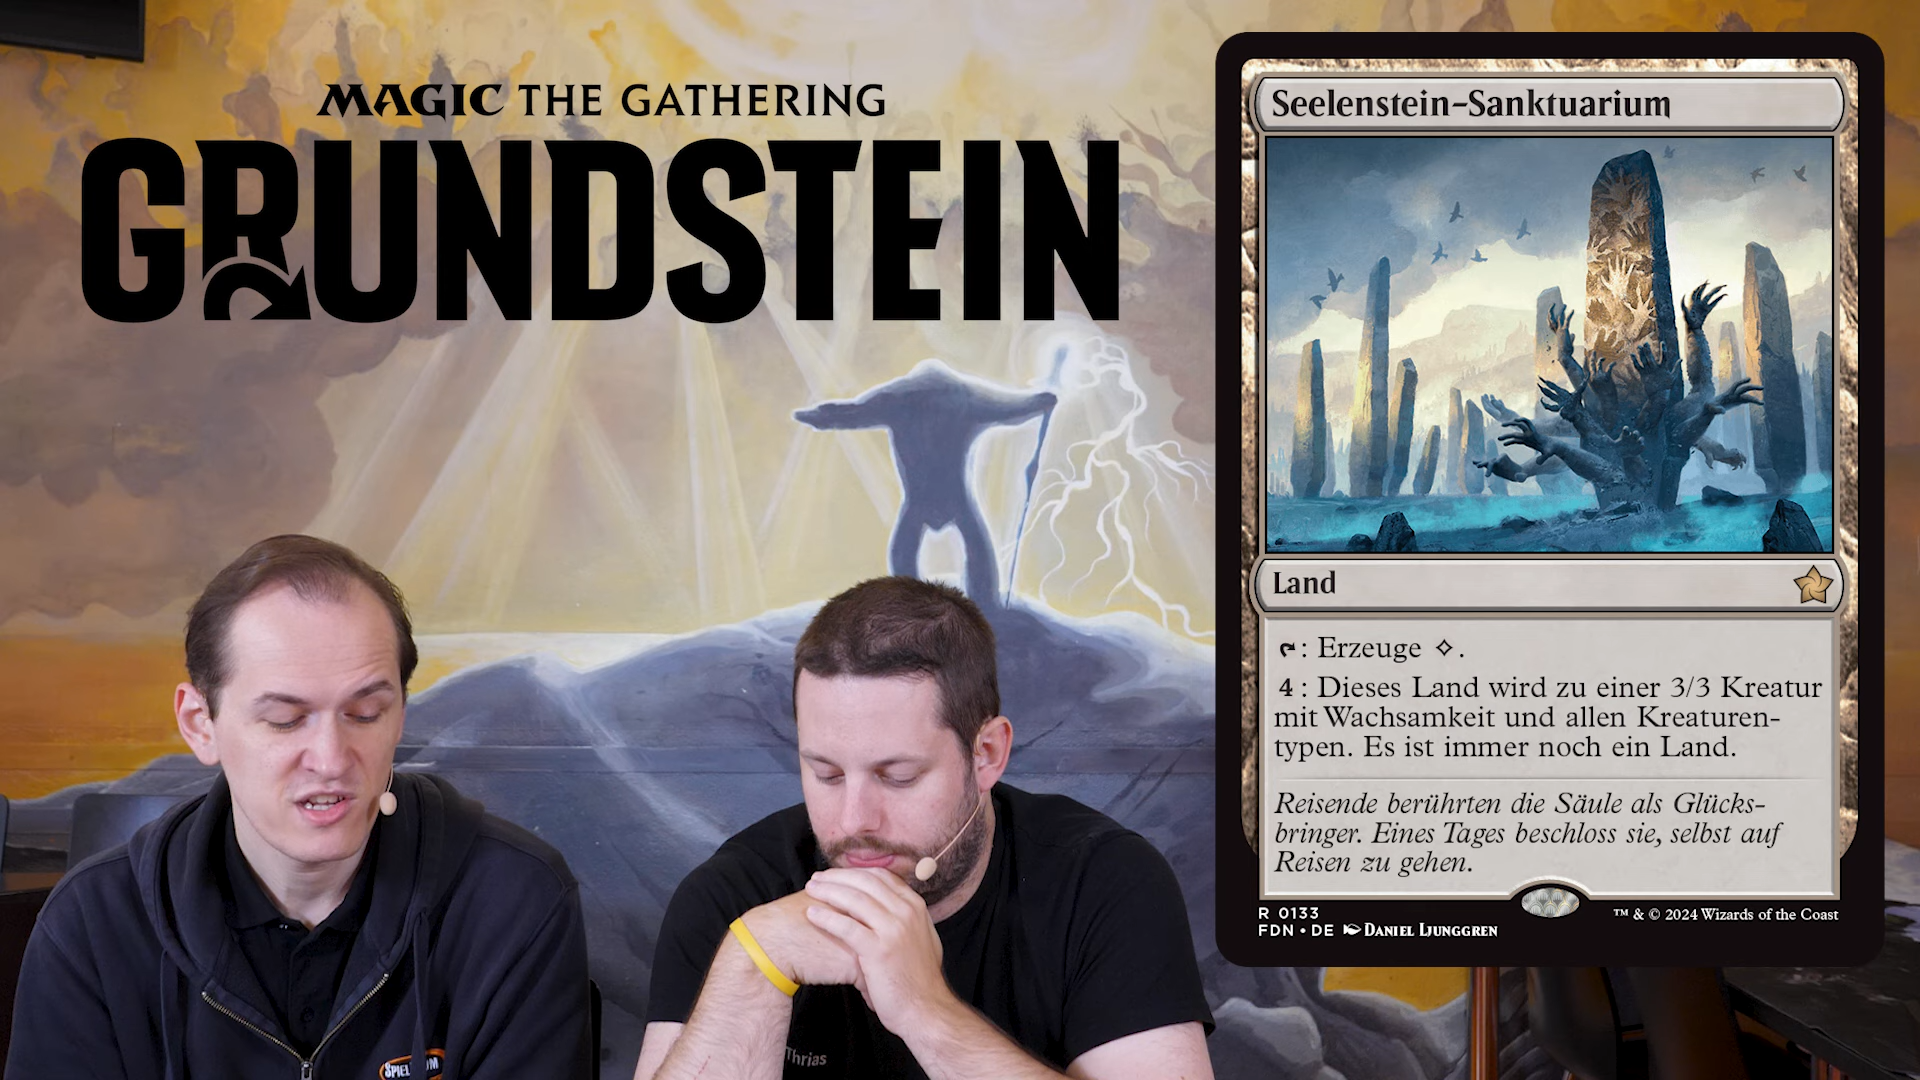 MAGIC THE GATHERING
GRUNDSTEIN
Seelenstein-Sanktuarium
Land
: Erzeuge .
4 : Dieses Land wird zu einer 3/3 Kreatur
mit Wachsamkeit und allen Kreaturen-
typen. Es ist immer noch ein Land.
Reisende berührten die Säule als Glücks-
bringer. Eines Tages beschloss sie, selbst auf
Reisen zu gehen.
R 0133
FDN • DE DANIEL LJUNGGREN
™ & © 2024 Wizards of the Coast
Thrias